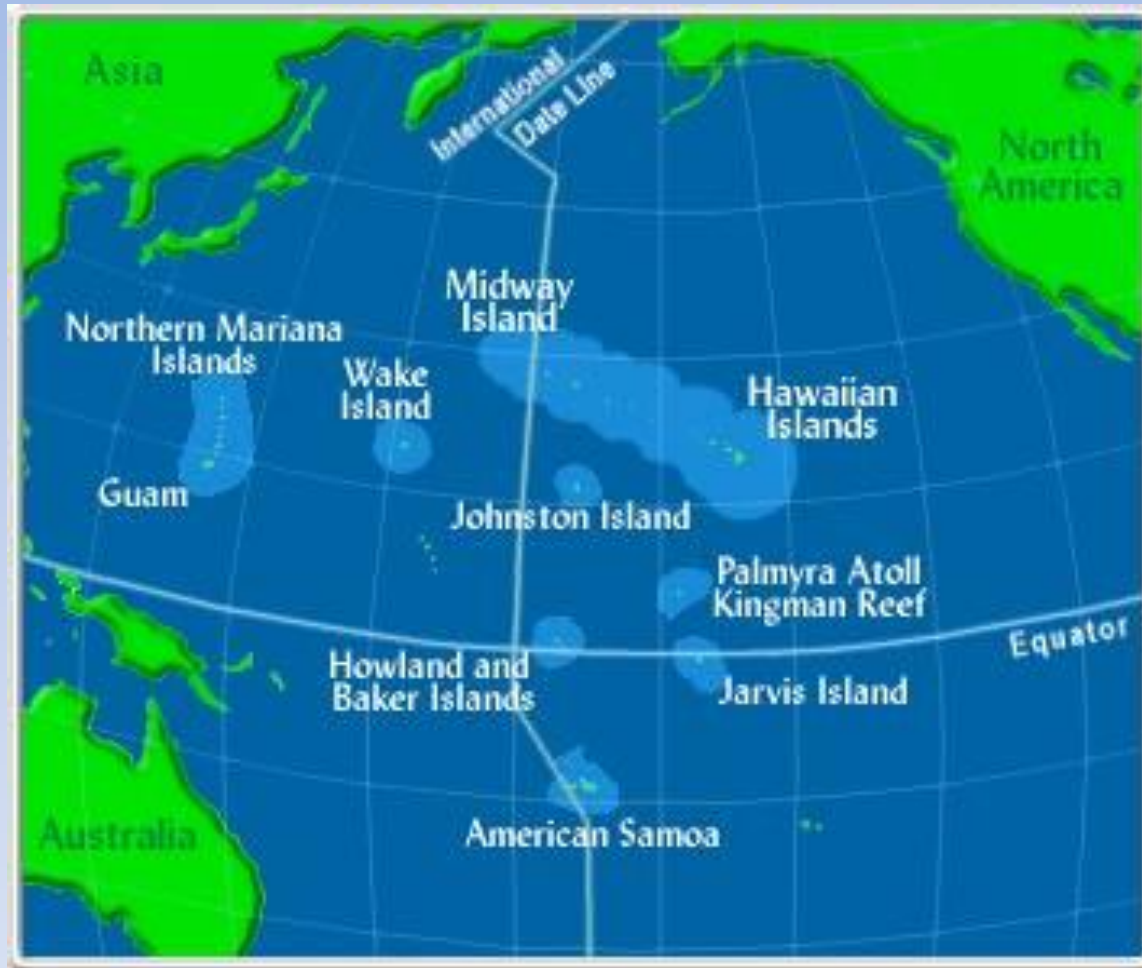 Asia
International
Date Line
North
America
Midway
Island
Northern Mariana
Islands
Wake
Island
Hawaiian
Islands
Guam
Johnston Island
Palmyra Atoll
Kingman Reef
Equator
Howland and
Baker Islands
Jarvis Island
Australia
American Samoa